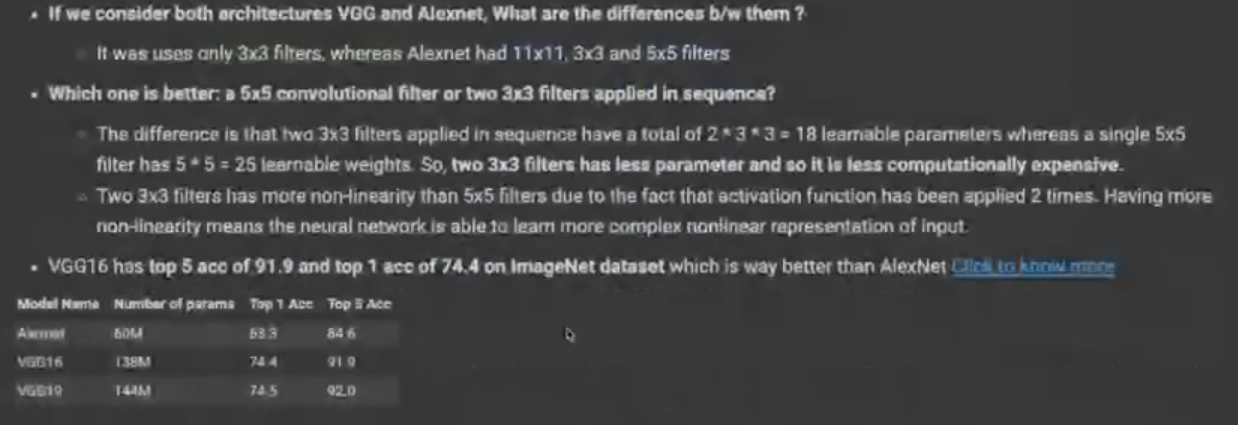 If we consider both architectures VGG and Alexnet, What are the differences b/w them ?
It was uses only 3x3 filters, whereas Alexnet had 11x11, 3x3 and 5x5 filters
Which one is better: a 5x5 convolutional filter or two 3x3 filters applied in sequence?
The difference is that two 3x3 filters applied in sequence have a total of 2 * 3 * 3 = 18 learnable parameters whereas a single 5x5
filter has 5 * 5 = 25 learnable weights. So, two 3x3 filters has less parameter and so it is less computationally expensive.
Two 3x3 filters has more non-linearity than 5x5 filters due to the fact that activation function has been applied 2 times. Having more
non-linearity means the neural network is able to learn more complex nonlinear representation of input.
VGG16 has top 5 acc of 91.9 and top 1 acc of 74.4 on ImageNet dataset which is way better than AlexNet Click to know more
Model Name Number of params Top 1 Acc Top 5 Acc
Alexnet 60M 63.3 84.6
VGG16 138M 74.4 91.9
VGG19 144M 74.5 92.0